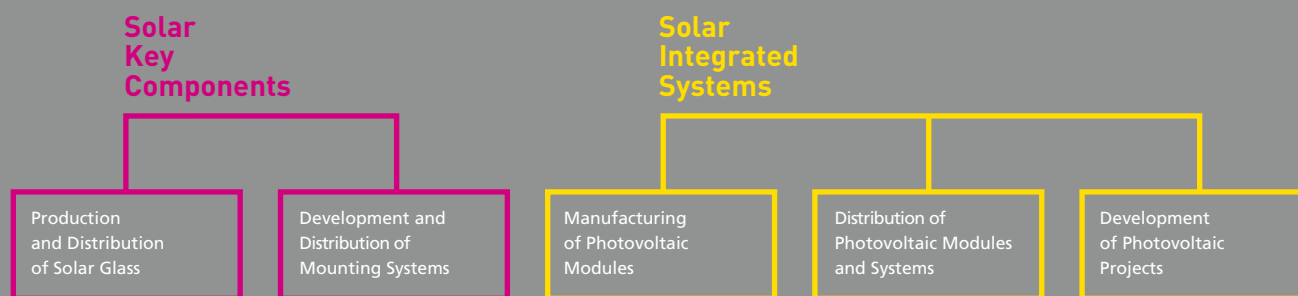 Solar
Key
Components
Solar
Integrated
Systems
Production
and Distribution
of Solar Glass
Development and
Distribution of
Mounting Systems
Manufacturing
of Photovoltaic
Modules
Distribution of
Photovoltaic Modules
and Systems
Development
of Photovoltaic
Projects